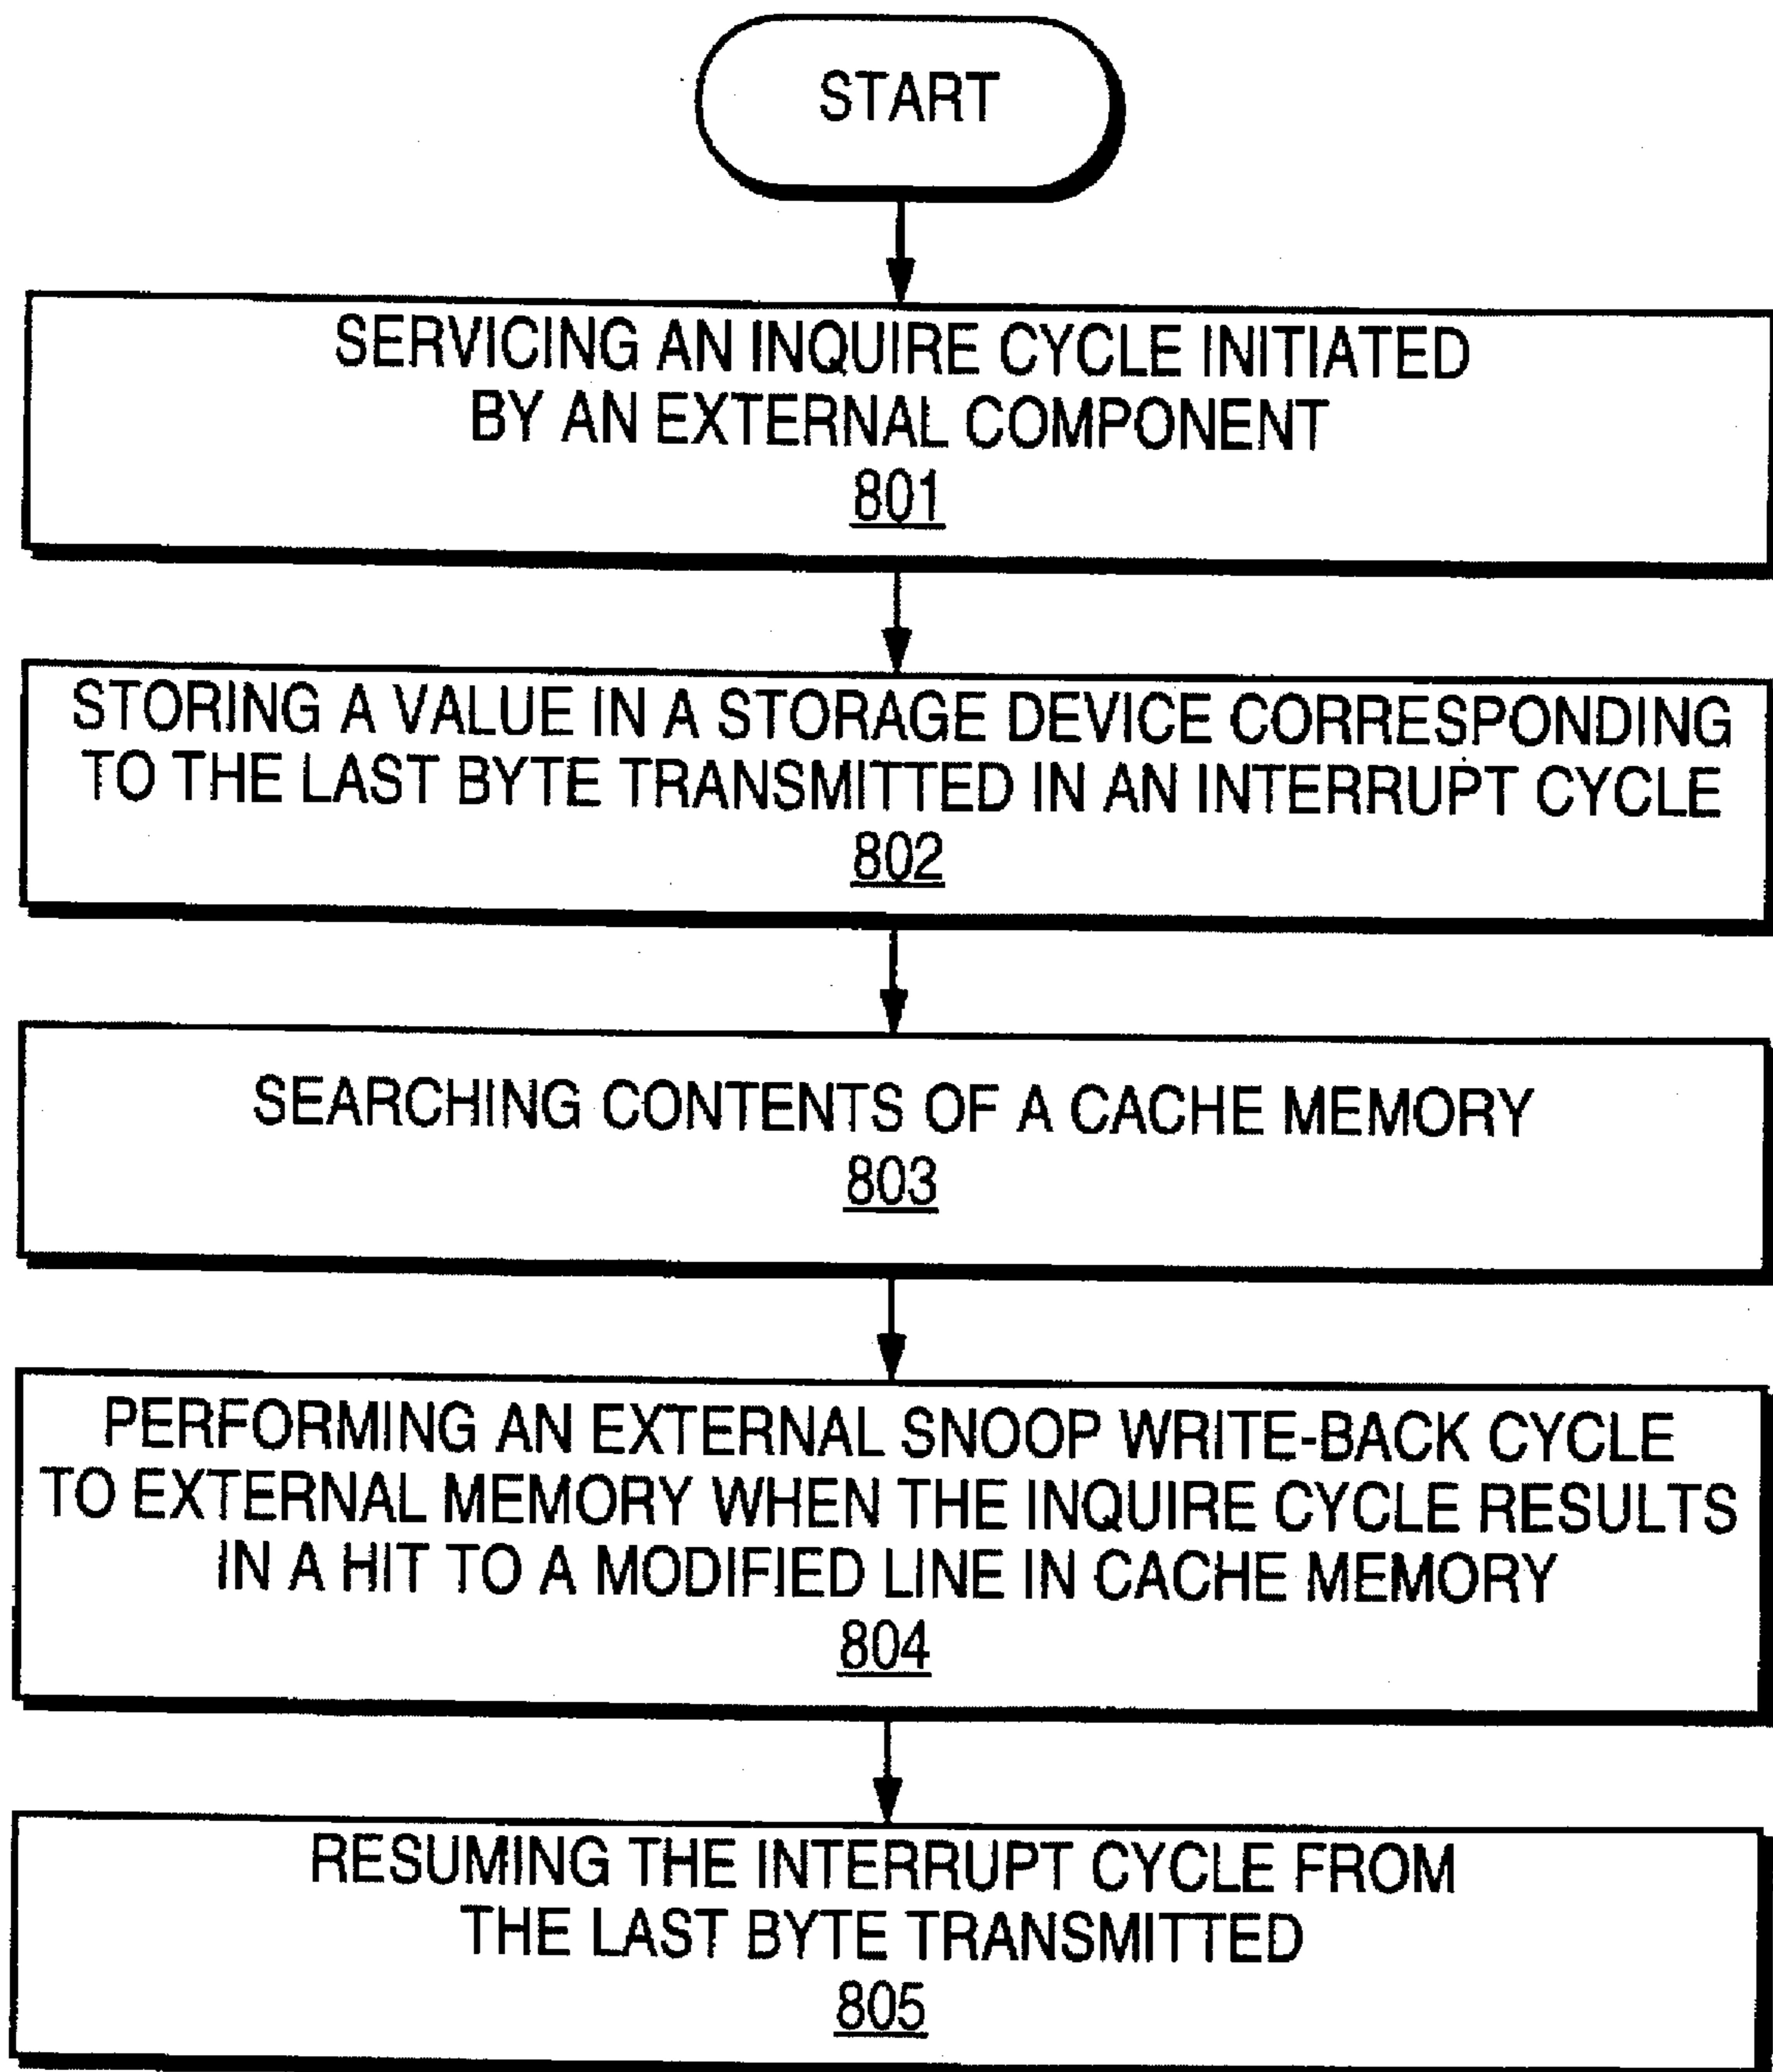 START
SERVICING AN INQUIRE CYCLE INITIATED
BY AN EXTERNAL COMPONENT
801
STORING A VALUE IN A STORAGE DEVICE CORRESPONDING
TO THE LAST BYTE TRANSMITTED IN AN INTERRUPT CYCLE
802
SEARCHING CONTENTS OF A CACHE MEMORY
803
PERFORMING AN EXTERNAL SNOOP WRITE-BACK CYCLE
TO EXTERNAL MEMORY WHEN THE INQUIRE CYCLE RESULTS
IN A HIT TO A MODIFIED LINE IN CACHE MEMORY
804
RESUMING THE INTERRUPT CYCLE FROM
THE LAST BYTE TRANSMITTED
805